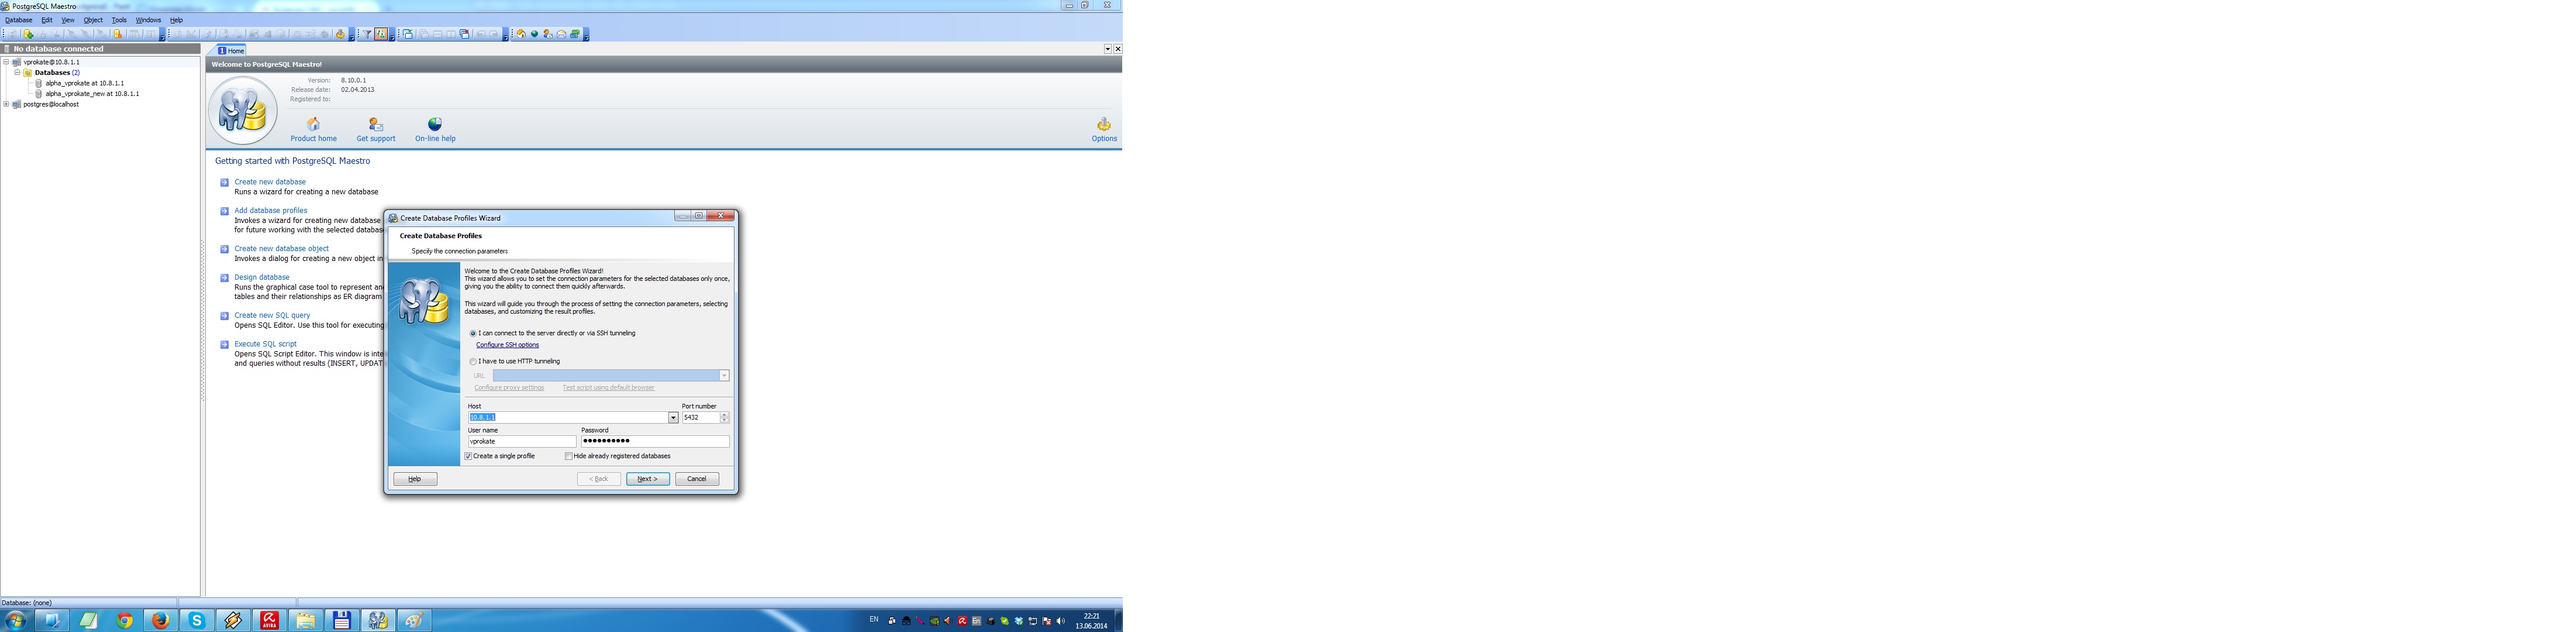 PostgreSQL Maestro
Database Edit View Object Tools Windows Help
No database connected
1 Home
vprokate@10.8.1.1
Databases (2)
alpha_vprokate at 10.8.1.1
alpha_vprokate_new at 10.8.1.1
postgres@localhost
Welcome to PostgreSQL Maestro!
Version: 8.10.0.1
Release date: 02.04.2013
Registered to:
Product home Get support On-line help Options
Getting started with PostgreSQL Maestro
Create new database
Runs a wizard for creating a new database
Add database profiles
Invokes a wizard for creating new database
for future working with the selected database
Create new database object
Invokes a dialog for creating a new object in
Design database
Runs the graphical case tool to represent an
tables and their relationships as ER diagram
Create new SQL query
Opens SQL Editor. Use this tool for executing
Execute SQL script
Opens SQL Script Editor. This window is inte
and queries without results (INSERT, UPDAT
Create Database Profiles Wizard
Create Database Profiles
Specify the connection parameters
Welcome to the Create Database Profiles Wizard!
This wizard allows you to set the connection parameters for the selected databases only once,
giving you the ability to connect them quickly afterwards.
This wizard will guide you through the process of setting the connection parameters, selecting
databases, and customizing the result profiles.
I can connect to the server directly or via SSH tunneling
Configure SSH options
I have to use HTTP tunneling
URL
Configure proxy settings Test script using default browser
Host Port number
10.8.1.1 5432
User name Password
vprokate ●●●●●●●●●●
Create a single profile Hide already registered databases
Help < Back Next > Cancel
Database: (none)
AVIRA
EN
En
22:21
13.06.2014